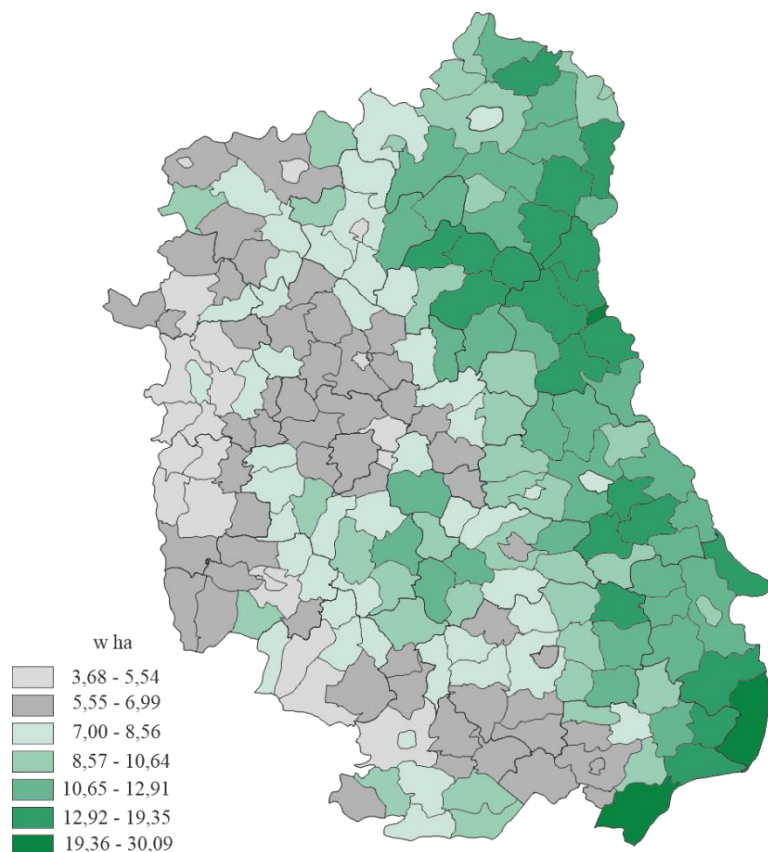 w ha
3,68 - 5,54
5,55 - 6,99
7,00 - 8,56
8,57 - 10,64
10,65 - 12,91
12,92 - 19,35
19,36 - 30,09